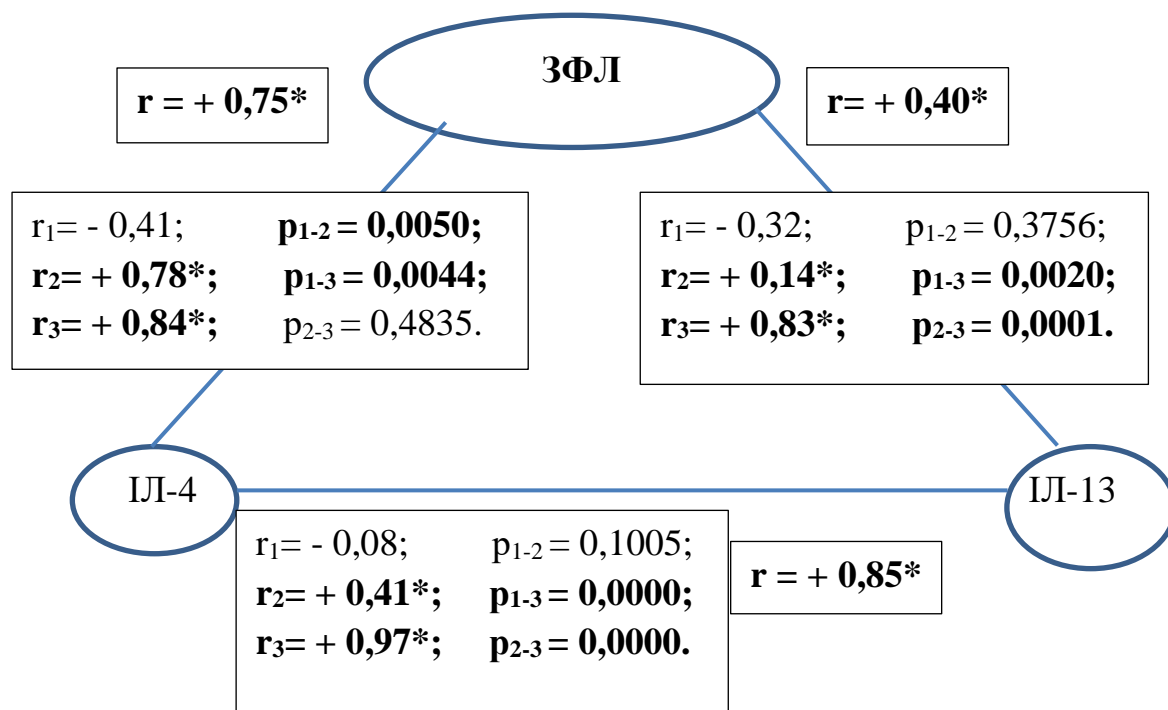 ЗФЛ
r = + 0,75*
r= + 0,40*
r₁= - 0,41; p₁₋₂ = 0,0050;
r₂= + 0,78*; p₁₋₃ = 0,0044;
r₃= + 0,84*; p₂₋₃ = 0,4835.
r₁= - 0,32; p₁₋₂ = 0,3756;
r₂= + 0,14*; p₁₋₃ = 0,0020;
r₃= + 0,83*; p₂₋₃ = 0,0001.
ІЛ-4
ІЛ-13
r₁= - 0,08; p₁₋₂ = 0,1005;
r₂= + 0,41*; p₁₋₃ = 0,0000;
r₃= + 0,97*; p₂₋₃ = 0,0000.
r = + 0,85*